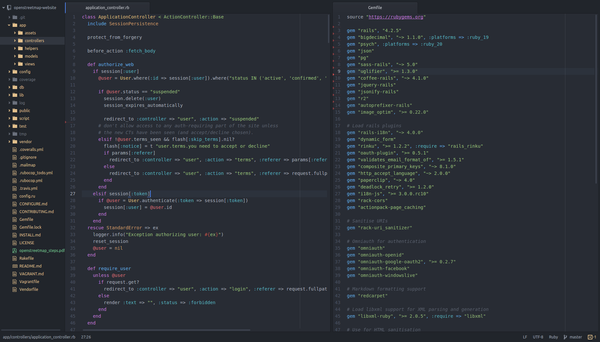 openstreetmap-website
app
assets
controllers
helpers
models
views
config
coverage
db
lib
log
public
script
test
tmp
vendor
.coveralls.yml
.gitignore
.mailmap
.rubocop_todo.yml
.rubocop.yml
.travis.yml
config.ru
CONFIGURE.md
CONTRIBUTING.md
Gemfile
Gemfile.lock
INSTALL.md
LICENSE
openstreetmap_steps.pdf
Rakefile
README.md
VAGRANT.md
Vagrantfile
Vendorfile
application_controller.rb
class ApplicationController < ActionController::Base
include SessionPersistence
protect_from_forgery
before_action :fetch_body
def authorize_web
if session[:user]
@user = User.where(:id => session[:user]).where("status IN ('active', 'confirmed', '
if @user.status == "suspended"
session.delete(:user)
session_expires_automatically
redirect_to :controller => "user", :action => "suspended"
# don't allow access to any auth-requiring part of the site unless
# the new CTs have been seen (and accept/decline chosen).
elsif !@user.terms_seen && flash[:skip_terms].nil?
flash[:notice] = t "user.terms.you need to accept or decline"
if params[:referer]
redirect_to :controller => "user", :action => "terms", :referer => params[:refer
else
redirect_to :controller => "user", :action => "terms", :referer => request.fullpat
end
end
elsif session[:token]
if @user = User.authenticate(:token => session[:token])
session[:user] = @user.id
end
end
rescue StandardError => ex
logger.info("Exception authorizing user: #{ex}")
reset_session
@user = nil
end
def require_user
unless @user
if request.get?
redirect_to :controller => "user", :action => "login", :referer => request.fullpat
else
render :text => "", :status => :forbidden
end
end
end
Gemfile
source "https://rubygems.org"
gem "rails", "4.2.5"
gem "bigdecimal", "~> 1.1.0", :platforms => :ruby_19
gem "psych", :platforms => :ruby_20
gem "json"
gem "pg"
gem "sass-rails", "~> 5.0"
gem "uglifier", ">= 1.3.0"
gem "coffee-rails", "~> 4.1.0"
gem "jquery-rails"
gem "jsonify-rails"
gem "r2"
gem "autoprefixer-rails"
gem "image_optim", ">= 0.22.0"
# Load rails plugins
gem "rails-i18n", "~> 4.0.0"
gem "dynamic_form"
gem "rinku", ">= 1.2.2", :require => "rails_rinku"
gem "oauth-plugin", ">= 0.5.1"
gem "validates_email_format_of", ">= 1.5.1"
gem "composite_primary_keys", "~> 8.1.0"
gem "http_accept_language", "~> 2.0.0"
gem "paperclip", "~> 4.0"
gem "deadlock_retry", ">= 1.2.0"
gem "i18n-js", ">= 3.0.0.rc10"
gem "rack-cors"
gem "actionpack-page_caching"
# Sanitise URIs
gem "rack-uri_sanitizer"
# Omniauth for authentication
gem "omniauth"
gem "omniauth-openid"
gem "omniauth-google-oauth2", ">= 0.2.7"
gem "omniauth-facebook"
gem "omniauth-windowslive"
# Markdown formatting support
gem "redcarpet"
# Load libxml support for XML parsing and generation
gem "libxml-ruby", ">= 2.0.5", :require => "libxml"
# Use for HTML sanitisation
app/controllers/application_controller.rb 27:26
LF UTF-8 Ruby master